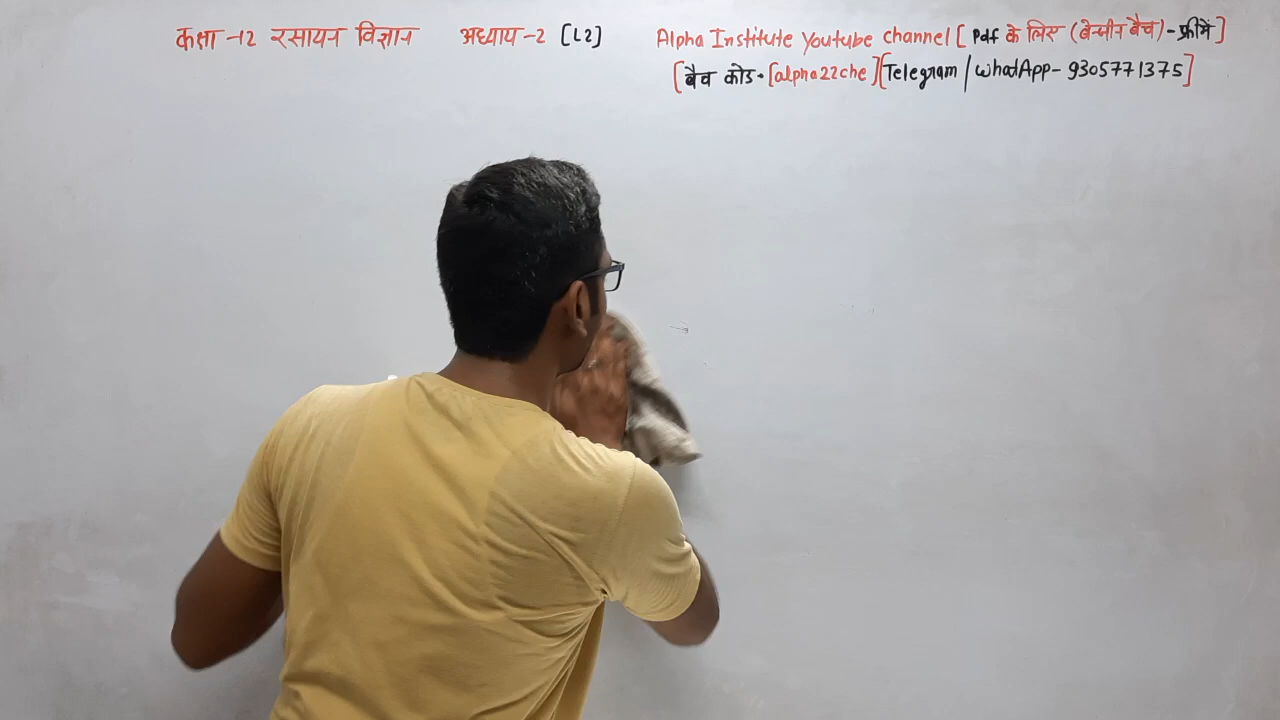 कक्षा -12 रसायन विज्ञान अध्याय-2 [L2] Alpha Institute Youtube channel [ Pdf के लिए (बेन्चीन बैच)-फ्री में ]
[बैच कोड- [alpha22che] [Telegram / WhatApp- 9305771375]